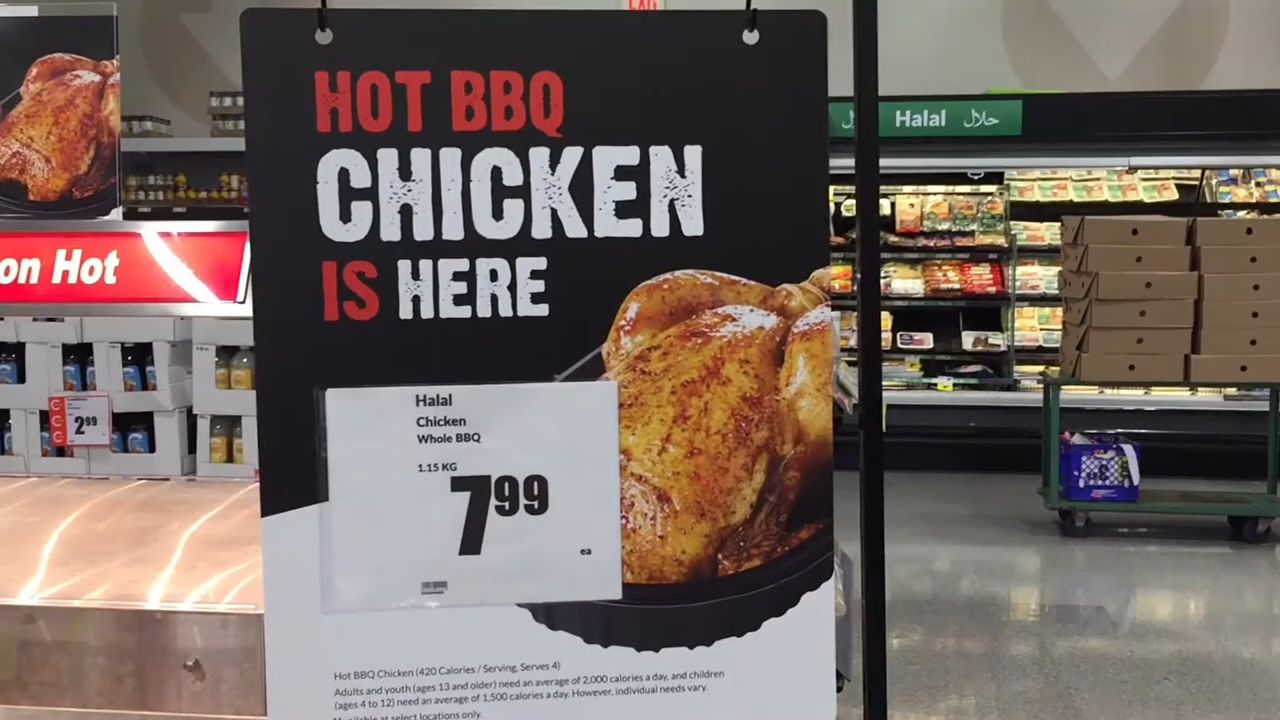 EXIT
HOT BBQ
CHICKEN
IS HERE
Halal
Chicken
Whole BBQ
1.15 KG
7 99
ea
Hot BBQ Chicken (420 Calories / Serving, Serves 4)
Adults and youth (ages 13 and older) need an average of 2,000 calories a day, and children
(ages 4 to 12) need an average of 1,500 calories a day. However, individual needs vary.
Available at select locations only.
on Hot
2 99
Halal حلال